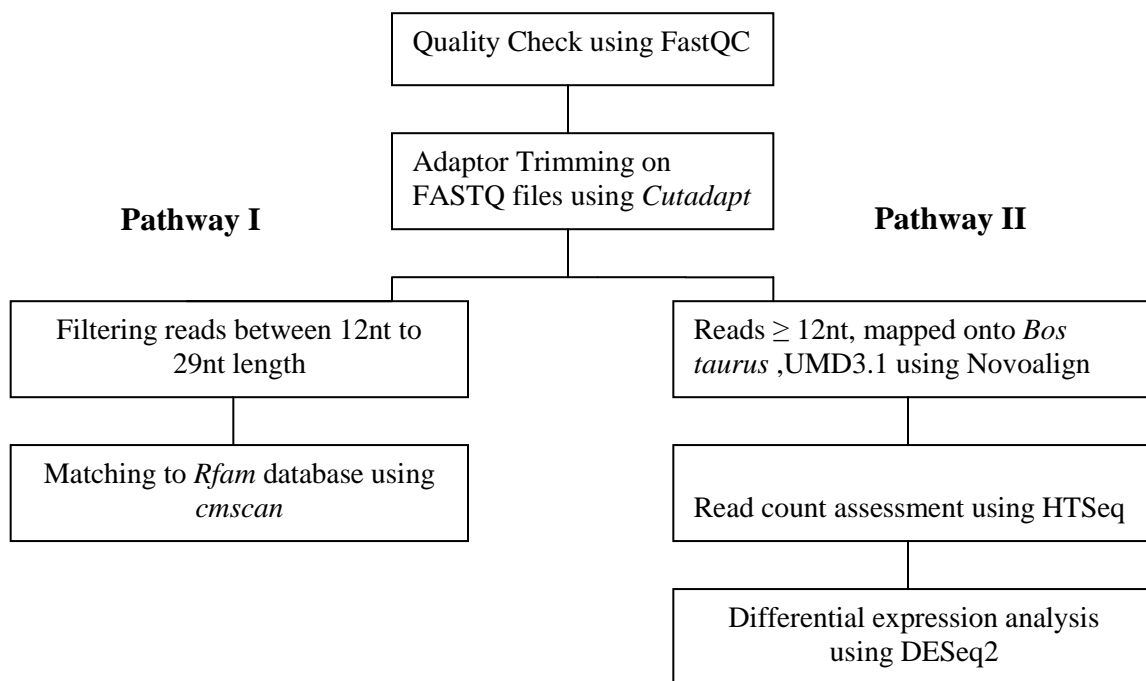 Quality Check using FastQC
Adaptor Trimming on
FASTQ files using Cutadapt
Pathway I
Pathway II
Filtering reads between 12nt to
29nt length
Matching to Rfam database using
cmscan
Reads ≥ 12nt, mapped onto Bos
taurus ,UMD3.1 using Novoalign
Read count assessment using HTSeq
Differential expression analysis
using DESeq2